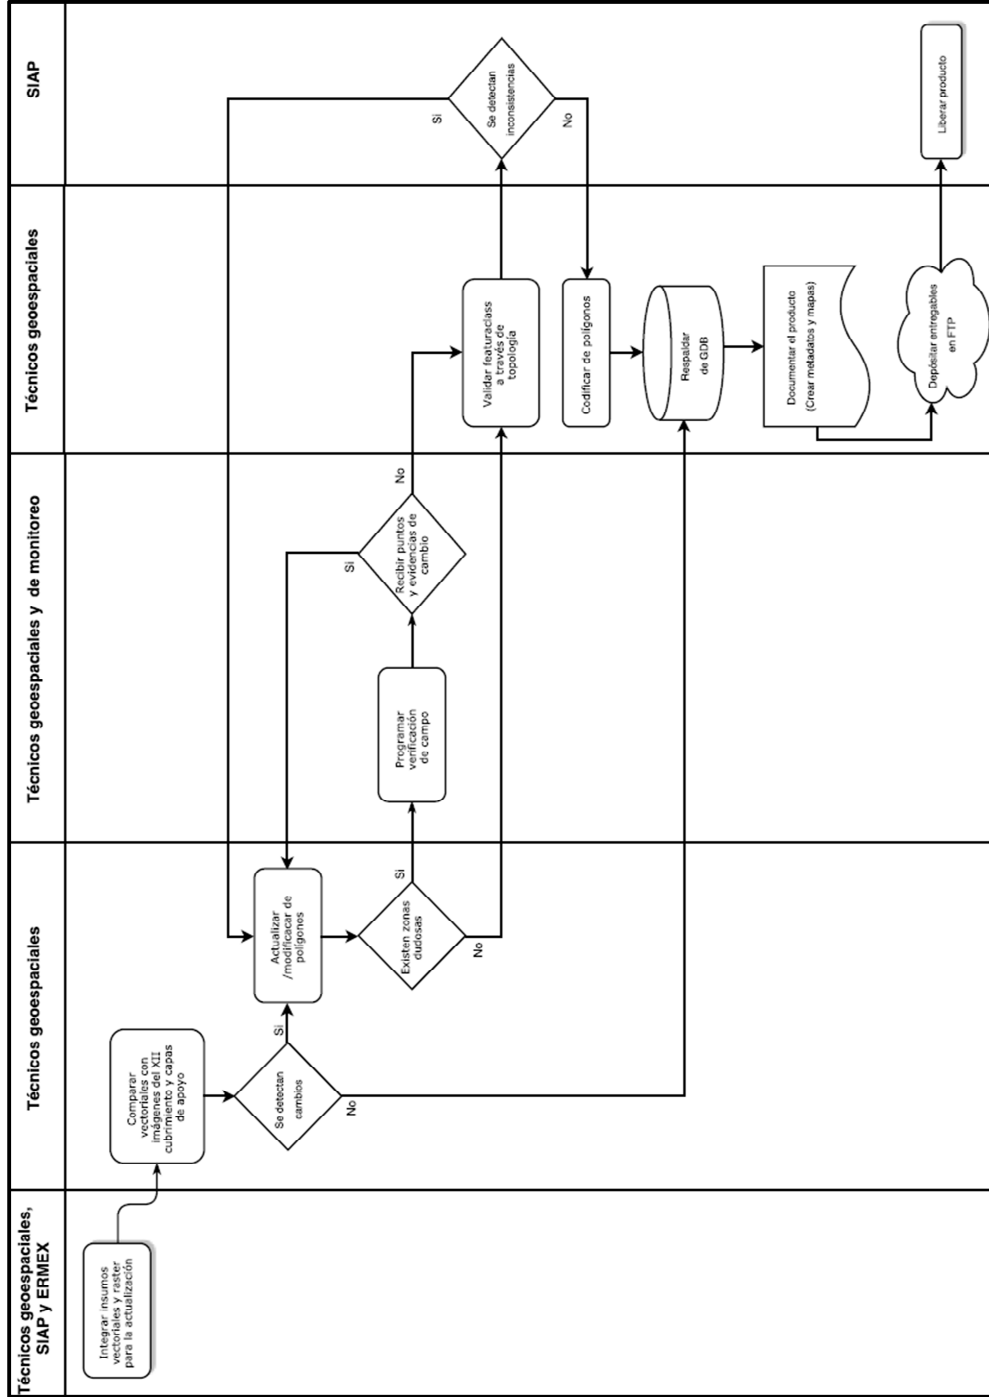 Técnicos geoespaciales,
SIAP y ERMEX
Técnicos geoespaciales
Técnicos geoespaciales y de monitoreo
Técnicos geoespaciales
SIAP
Integrar insumos
vectoriales y raster
para la actualización
Comparar
vectoriales con
imágenes del XII
cubrimiento y capas
de apoyo
Se detectan
cambios
Si
No
Actualizar
/modificacar de
polígonos
Existen zonas
dudosas
Si
No
Programar
verificación
de campo
Recibir puntos
y evidencias de
cambio
Si
No
Validar featuraclass
a través de
topología
Se detectan
inconsistencias
Si
No
Codificar de polígonos
Respaldar
de GDB
Documentar el producto
(Crear metadatos y mapas)
Depósitar entregables
en FTP
Liberar producto